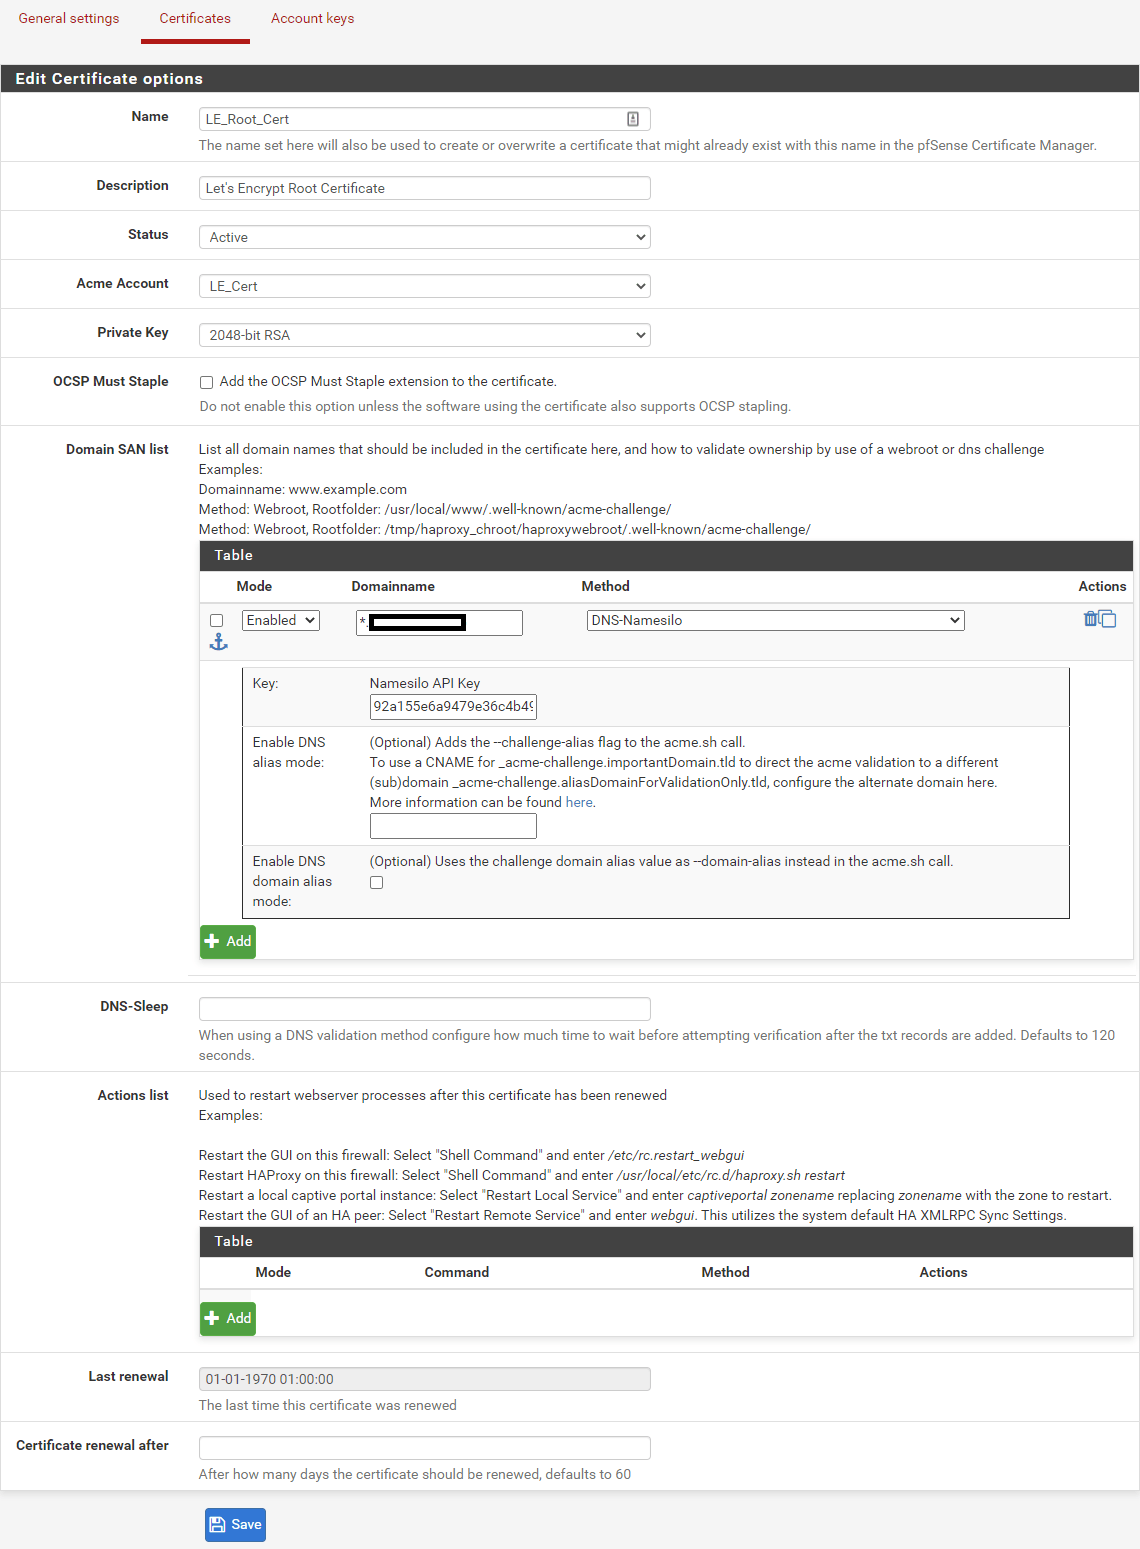 General settings Certificates Account keys
Edit Certificate options
Name LE_Root_Cert
The name set here will also be used to create or overwrite a certificate that might already exist with this name in the pfSense Certificate Manager.
Description Let's Encrypt Root Certificate
Status Active
Acme Account LE_Cert
Private Key 2048-bit RSA
OCSP Must Staple Add the OCSP Must Staple extension to the certificate.
Do not enable this option unless the software using the certificate also supports OCSP stapling.
Domain SAN list List all domain names that should be included in the certificate here, and how to validate ownership by use of a webroot or dns challenge
Examples:
Domainname: www.example.com
Method: Webroot, Rootfolder: /usr/local/www/.well-known/acme-challenge/
Method: Webroot, Rootfolder: /tmp/haproxy_chroot/haproxywebroot/.well-known/acme-challenge/
Table
Mode Domainname Method Actions
Enabled *. DNS-Namesilo
Key: Namesilo API Key
92a155e6a9479e36c4b49
Enable DNS alias mode: (Optional) Adds the --challenge-alias flag to the acme.sh call.
To use a CNAME for _acme-challenge.importantDomain.tld to direct the acme validation to a different
(sub)domain _acme-challenge.aliasDomainForValidationOnly.tld, configure the alternate domain here.
More information can be found here.
Enable DNS domain alias mode: (Optional) Uses the challenge domain alias value as --domain-alias instead in the acme.sh call.
Add
DNS-Sleep
When using a DNS validation method configure how much time to wait before attempting verification after the txt records are added. Defaults to 120
seconds.
Actions list Used to restart webserver processes after this certificate has been renewed
Examples:
Restart the GUI on this firewall: Select "Shell Command" and enter /etc/rc.restart_webgui
Restart HAProxy on this firewall: Select "Shell Command" and enter /usr/local/etc/rc.d/haproxy.sh restart
Restart a local captive portal instance: Select "Restart Local Service" and enter captiveportal zonename replacing zonename with the zone to restart.
Restart the GUI of an HA peer: Select "Restart Remote Service" and enter webgui. This utilizes the system default HA XMLRPC Sync Settings.
Table
Mode Command Method Actions
Add
Last renewal 01-01-1970 01:00:00
The last time this certificate was renewed
Certificate renewal after
After how many days the certificate should be renewed, defaults to 60
Save